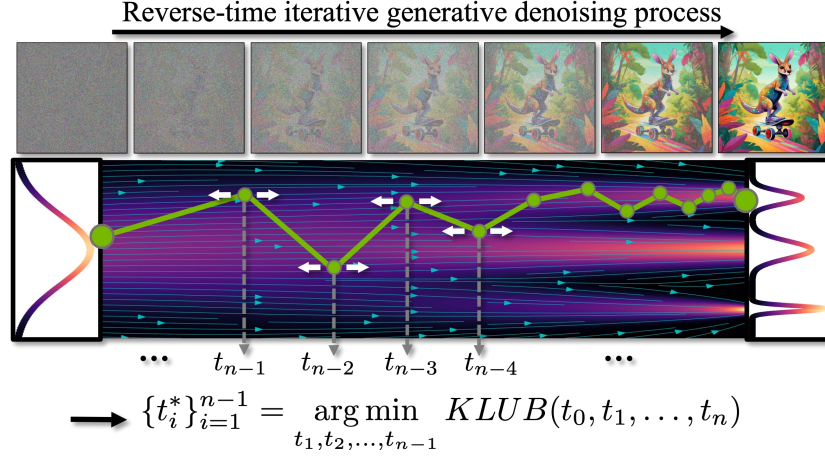 Reverse-time iterative generative denoising process
... t_{n-1} t_{n-2} t_{n-3} t_{n-4} ...
{t_i^*}_{i=1}^{n-1} = arg min_{t_1,t_2,...,t_{n-1}} KLUB(t_0, t_1, . . . , t_n)